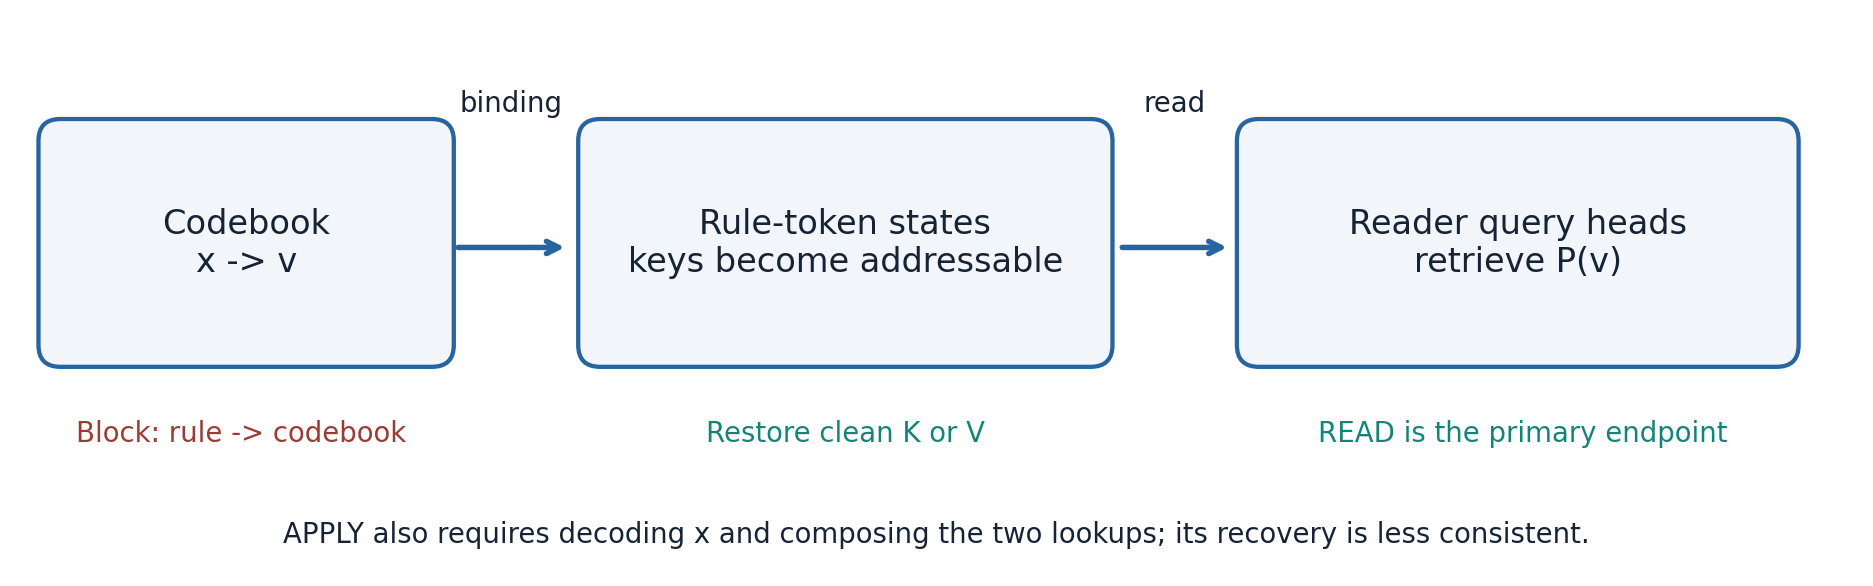 binding
read
Codebook
x -> v
Rule-token states
keys become addressable
Reader query heads
retrieve P(v)
Block: rule -> codebook
Restore clean K or V
READ is the primary endpoint
APPLY also requires decoding x and composing the two lookups; its recovery is less consistent.